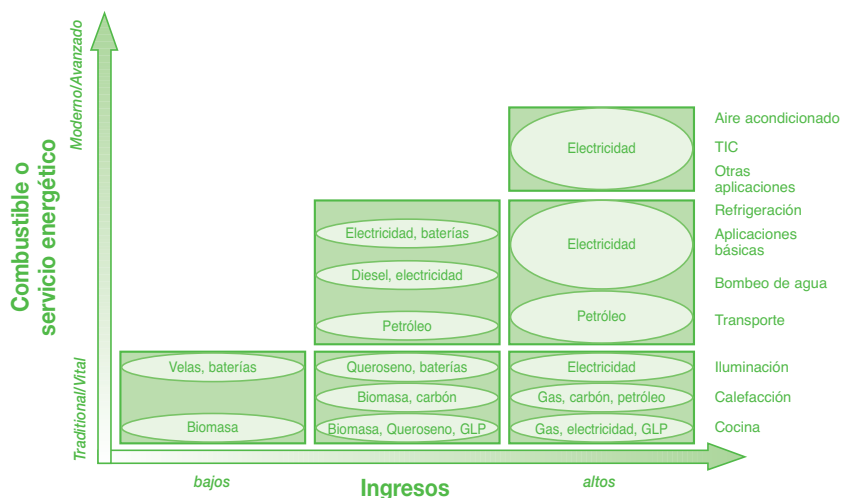 Moderno/Avanzado
Combustible o
servicio energético
Traditional/Vital
Electricidad
Aire acondicionado
TIC
Otras
aplicaciones
Electricidad, baterías
Diesel, electricidad
Petróleo
Electricidad
Petróleo
Refrigeración
Aplicaciones
básicas
Bombeo de agua
Transporte
Velas, baterías
Queroseno, baterías
Electricidad
Iluminación
Biomasa, carbón
Gas, carbón, petróleo
Calefacción
Biomasa
Biomasa, Queroseno, GLP
Gas, electricidad, GLP
Cocina
bajos
Ingresos
altos